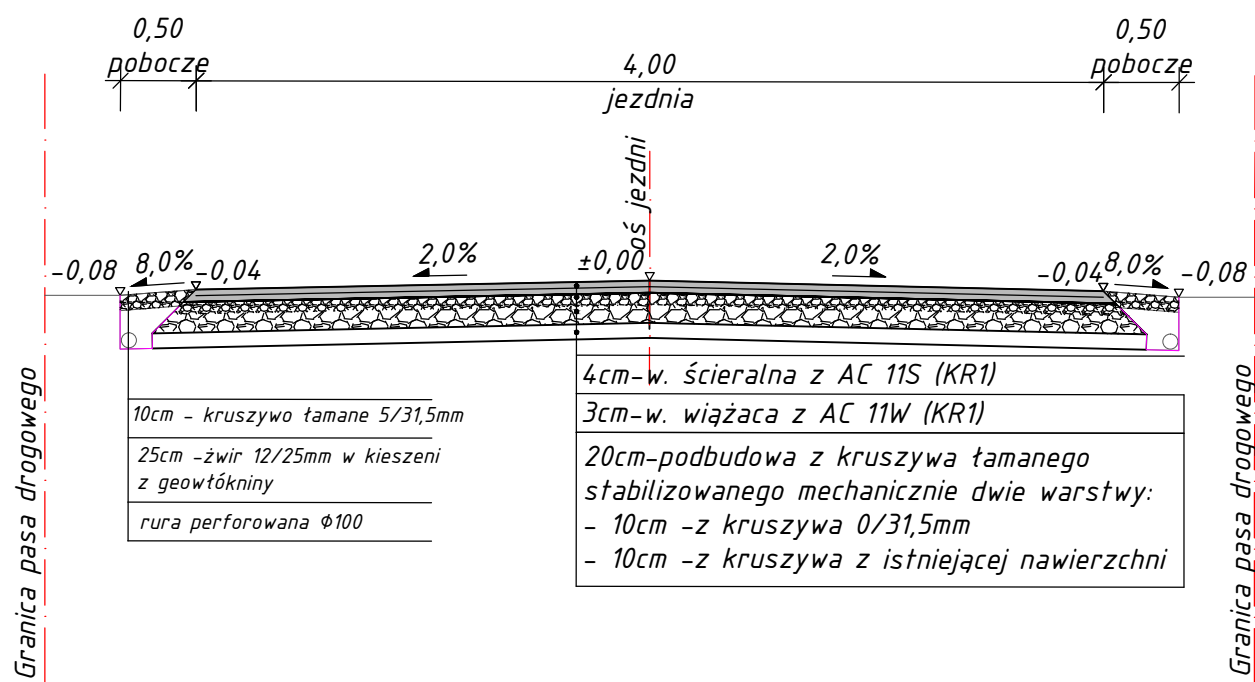 0,50
pobocze
4,00
jezdnia
0,50
pobocze
oś jezdni
-0,08
8,0%
-0,04
2,0%
±0,00
2,0%
-0,04
8,0%
-0,08
Granica pasa drogowego
10cm - kruszywo łamane 5/31,5mm
25cm -żwir 12/25mm w kieszeni
z geowłókniny
rura perforowana Φ100
4cm-w. ścieralna z AC 11S (KR1)
3cm-w. wiążaca z AC 11W (KR1)
20cm-podbudowa z kruszywa łamanego
stabilizowanego mechanicznie dwie warstwy:
- 10cm -z kruszywa 0/31,5mm
- 10cm -z kruszywa z istniejącej nawierzchni
Granica pasa drobowabo